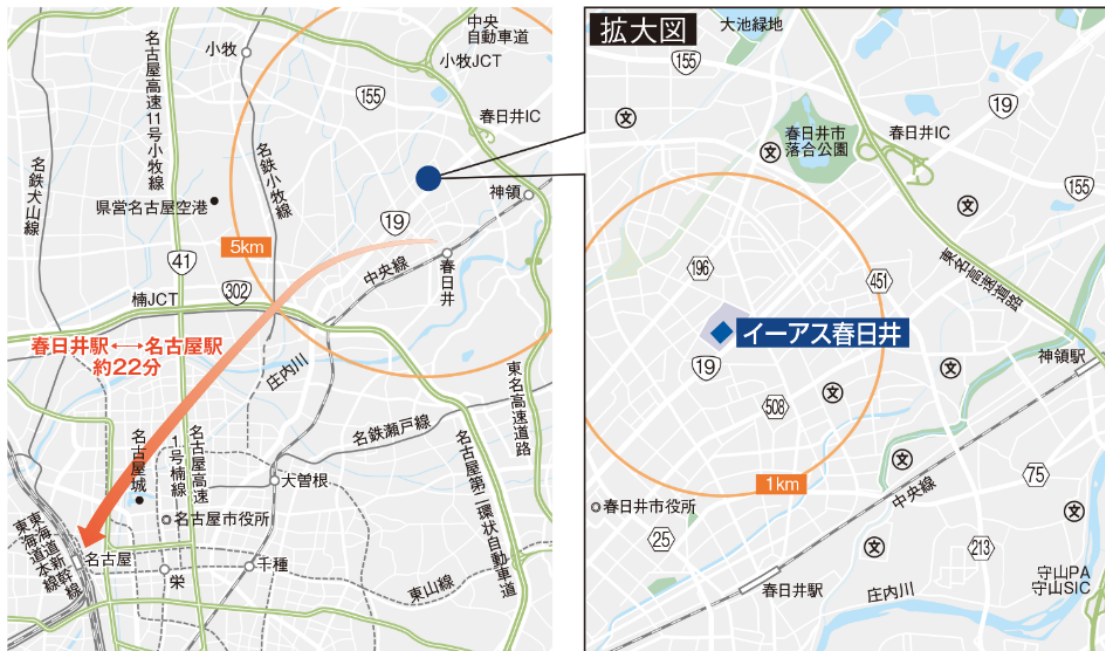 中央
自動車道
小牧
小牧JCT
名古屋高速11号小牧線
155
春日井IC
名鉄犬山線
名鉄小牧線
県営名古屋空港
神領
19
5km
41
中央線
春日井
302
楠JCT
春日井駅⟷名古屋駅
約22分
庄内川
東名高速道路
名鉄瀬戸線
名古屋城
名古屋高速
1号楠線
大曽根
名古屋第二環状自動車道
名古屋市役所
東海道新幹線
東海道本線
名古屋
栄
千種
東山線
拡大図
大池緑地
155
19
文
春日井市
落合公園
春日井IC
文
155
文
196
451
東名高速道路
イーアス春日井
19
神領駅
文
文
508
文
1km
75
中央線
春日井市役所
文
25
文
213
守山PA
守山SIC
春日井駅
庄内川